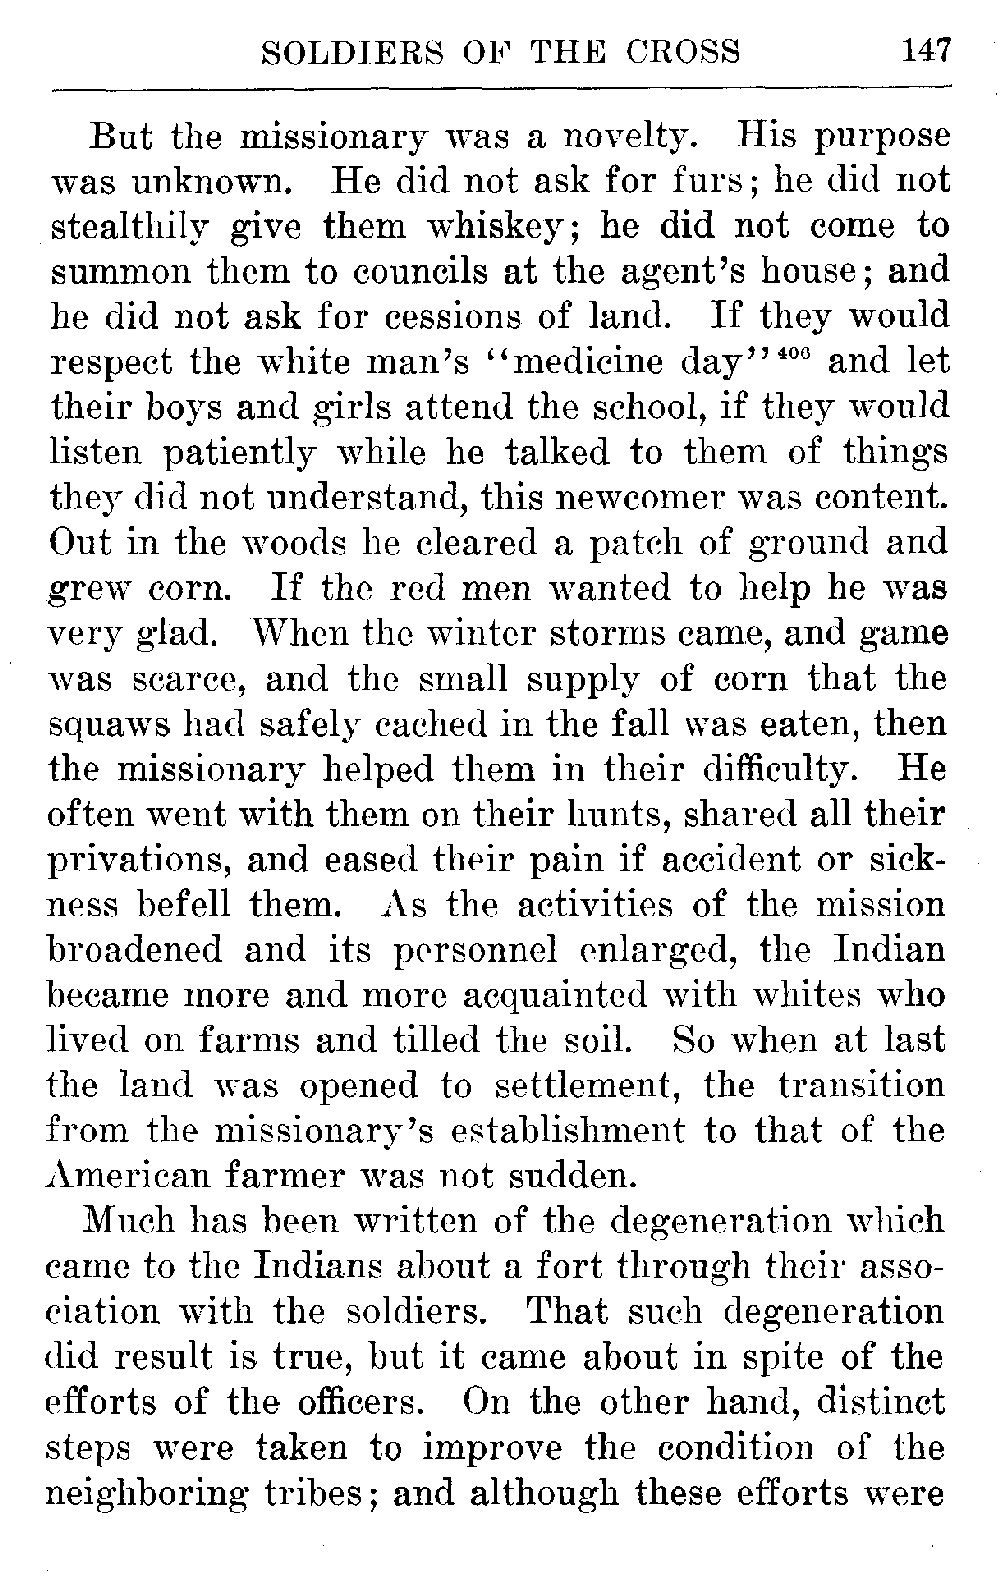 SOLDIERS OF THE CROSS 147
But the missionary was a novelty. His purpose
was unknown. He did not ask for furs; he did not
stealthily give them whiskey; he did not come to
summon them to councils at the agent's house; and
he did not ask for cessions of land. If they would
respect the white man's "medicine day"⁴⁰⁰ and let
their boys and girls attend the school, if they would
listen patiently while he talked to them of things
they did not understand, this newcomer was content.
Out in the woods he cleared a patch of ground and
grew corn. If the red men wanted to help he was
very glad. When the winter storms came, and game
was scarce, and the small supply of corn that the
squaws had safely cached in the fall was eaten, then
the missionary helped them in their difficulty. He
often went with them on their hunts, shared all their
privations, and eased their pain if accident or sick-
ness befell them. As the activities of the mission
broadened and its personnel enlarged, the Indian
became more and more acquainted with whites who
lived on farms and tilled the soil. So when at last
the land was opened to settlement, the transition
from the missionary's establishment to that of the
American farmer was not sudden.
Much has been written of the degeneration which
came to the Indians about a fort through their asso-
ciation with the soldiers. That such degeneration
did result is true, but it came about in spite of the
efforts of the officers. On the other hand, distinct
steps were taken to improve the condition of the
neighboring tribes; and although these efforts were